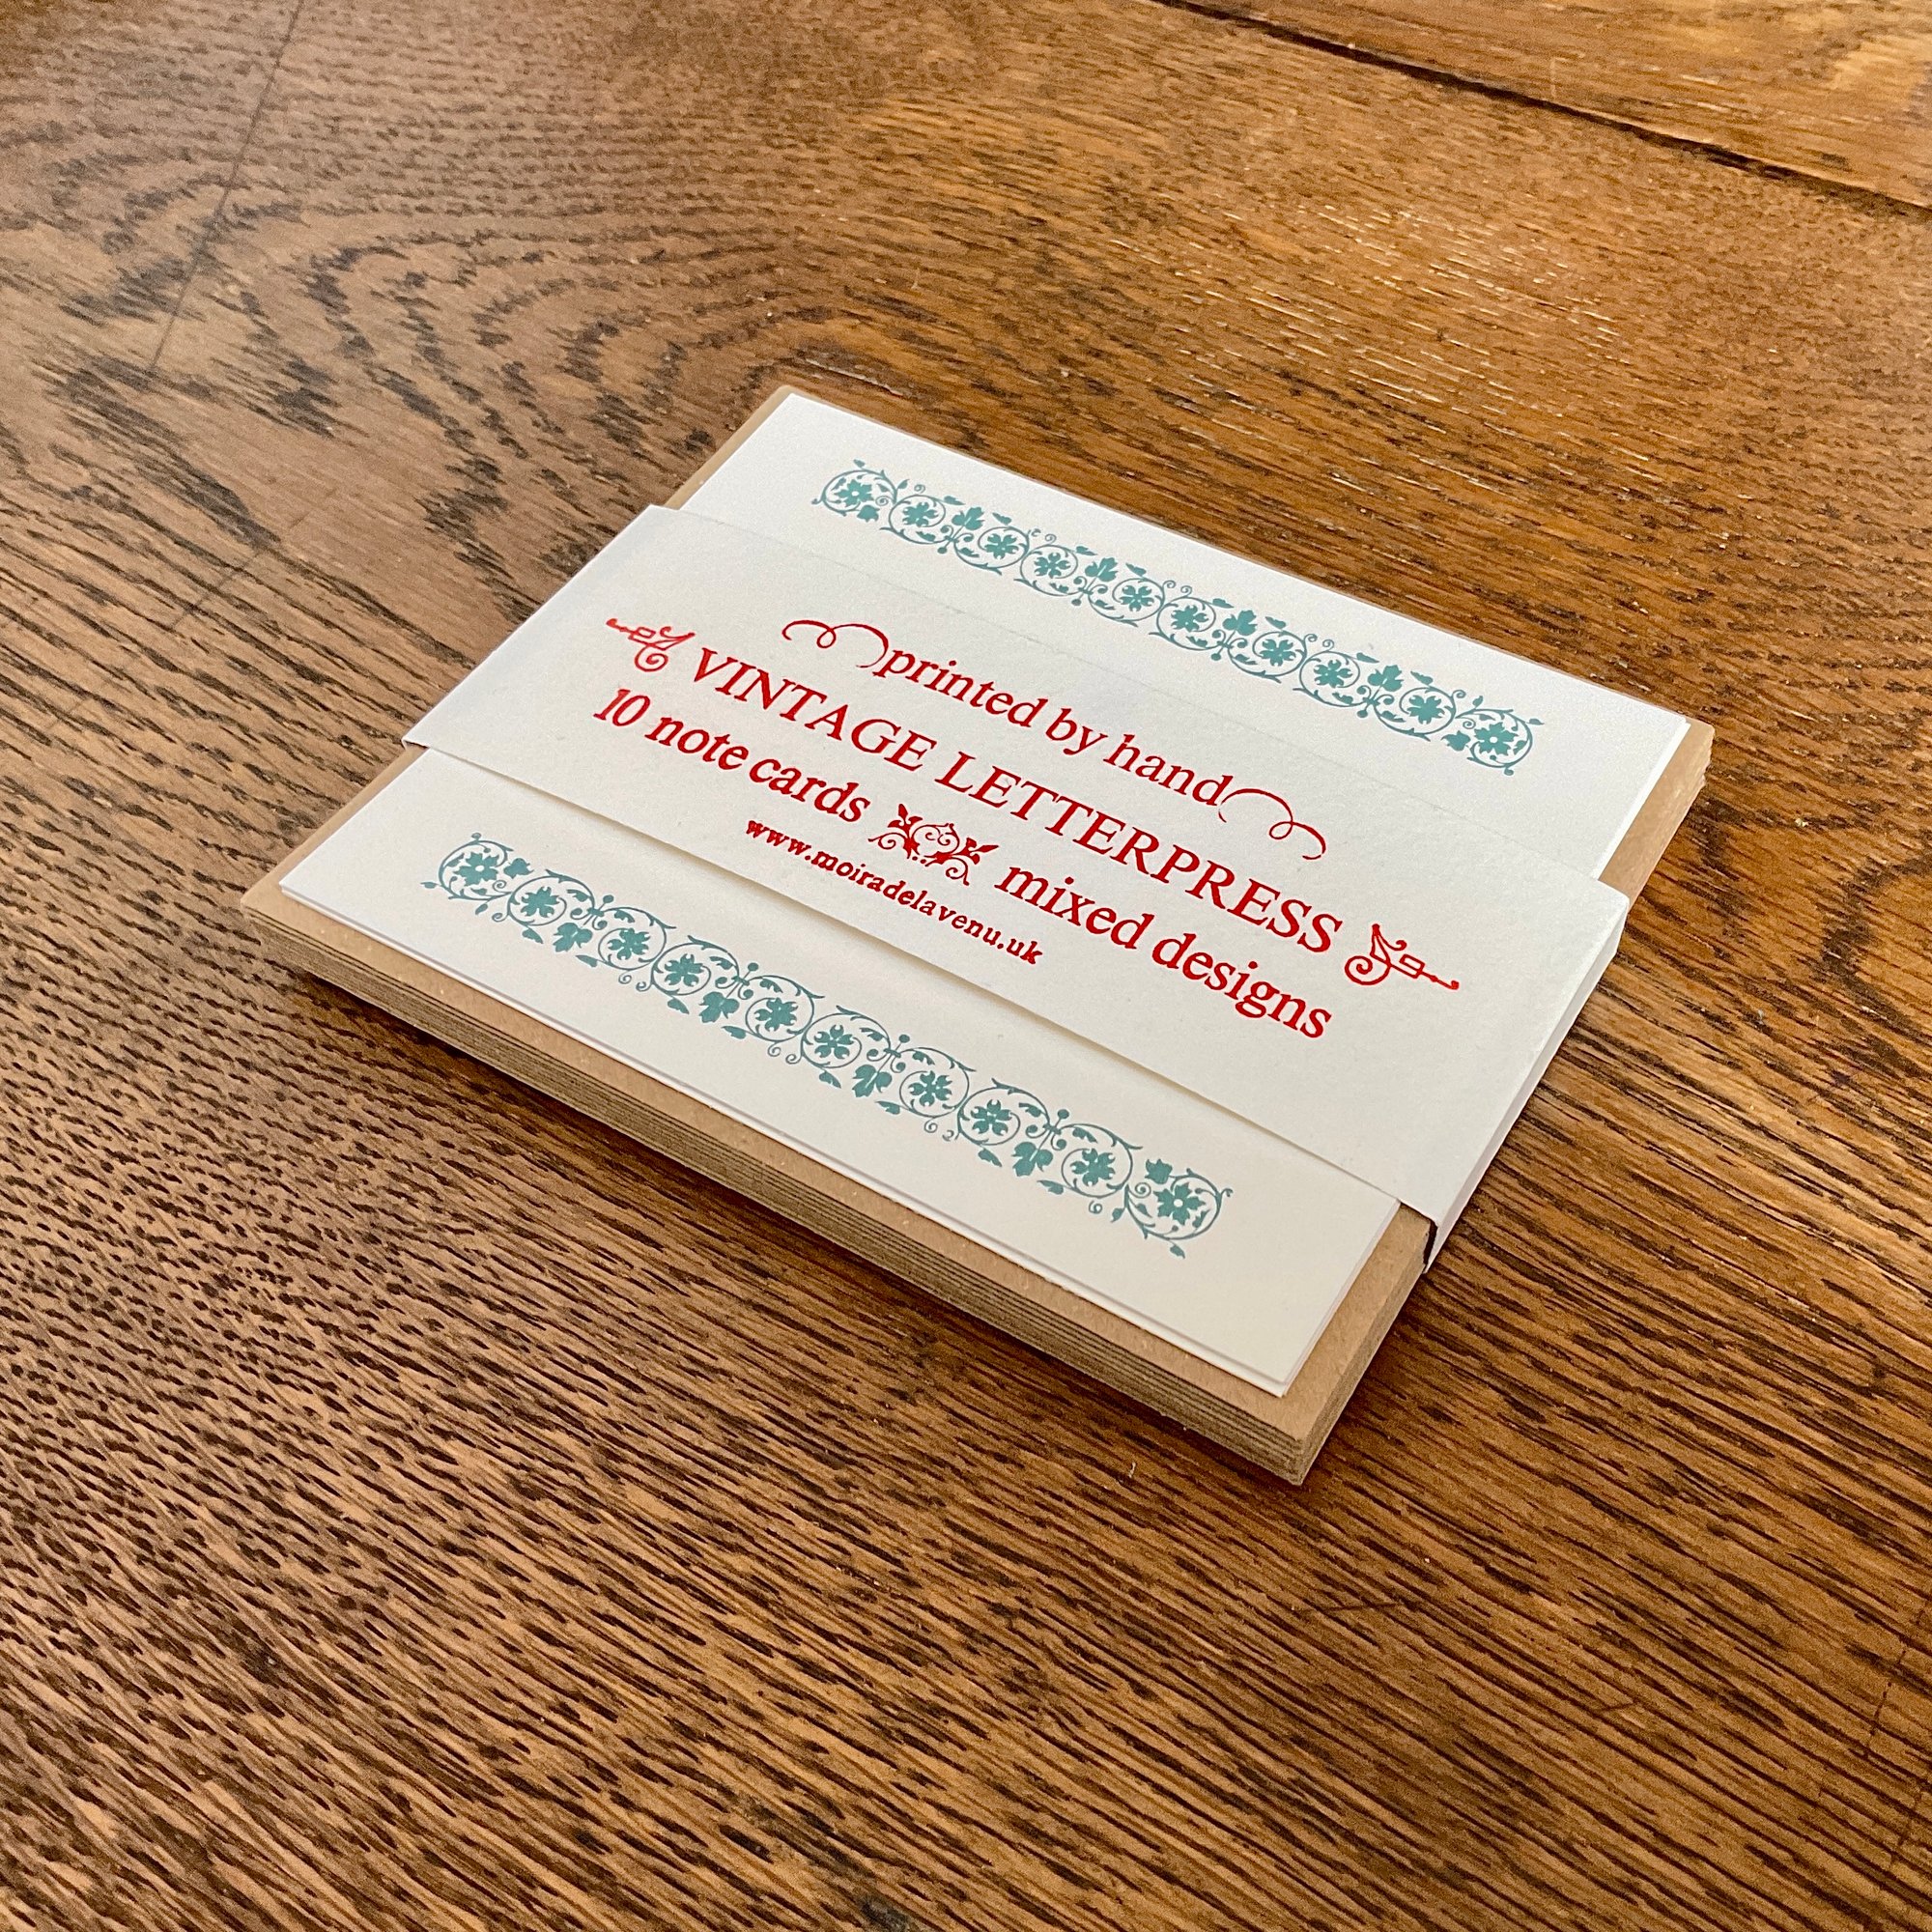 printed by hand
VINTAGE LETTERPRESS
10 note cards mixed designs
www.moiradelavenu.uk